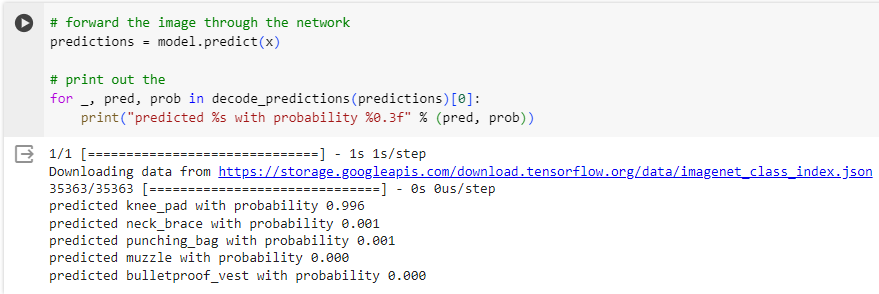 # forward the image through the network
predictions = model.predict(x)
# print out the
for _, pred, prob in decode_predictions(predictions)[0]:
    print("predicted %s with probability %0.3f" % (pred, prob))
1/1 [==============================] - 1s 1s/step
Downloading data from https://storage.googleapis.com/download.tensorflow.org/data/imagenet_class_index.json
35363/35363 [==============================] - 0s 0us/step
predicted knee_pad with probability 0.996
predicted neck_brace with probability 0.001
predicted punching_bag with probability 0.001
predicted muzzle with probability 0.000
predicted bulletproof_vest with probability 0.000